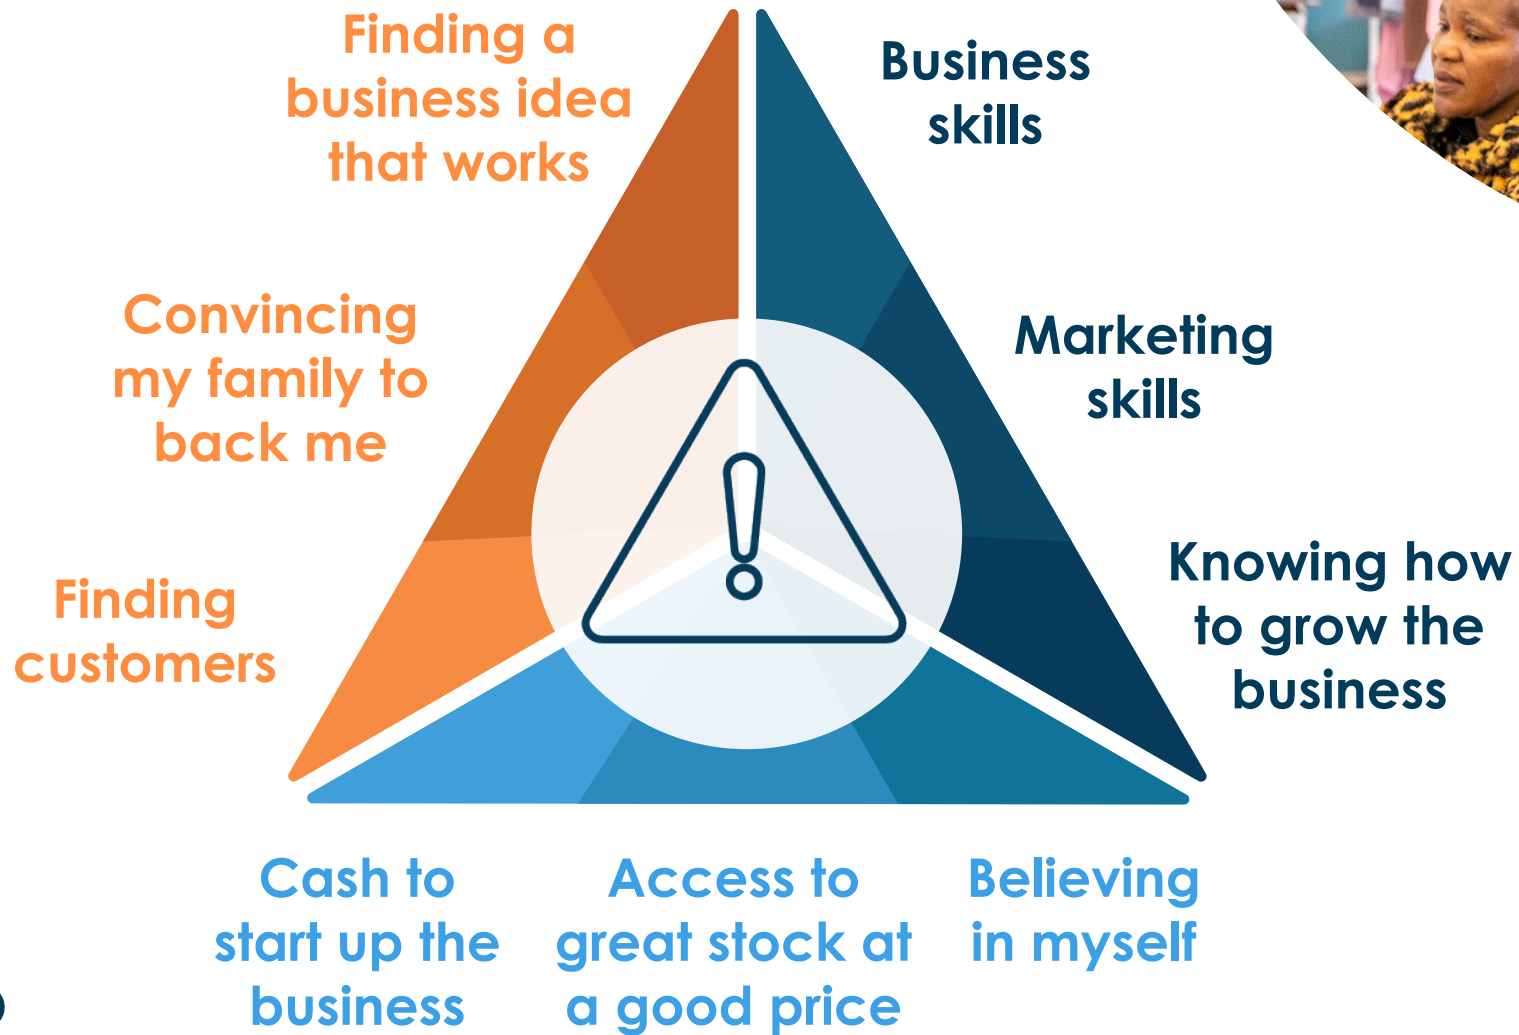 Finding a
business idea
that works
Business
skills
Convincing
my family to
back me
Marketing
skills
Finding
customers
Knowing how
to grow the
business
Cash to
start up the
business
Access to
great stock at
a good price
Believing
in myself